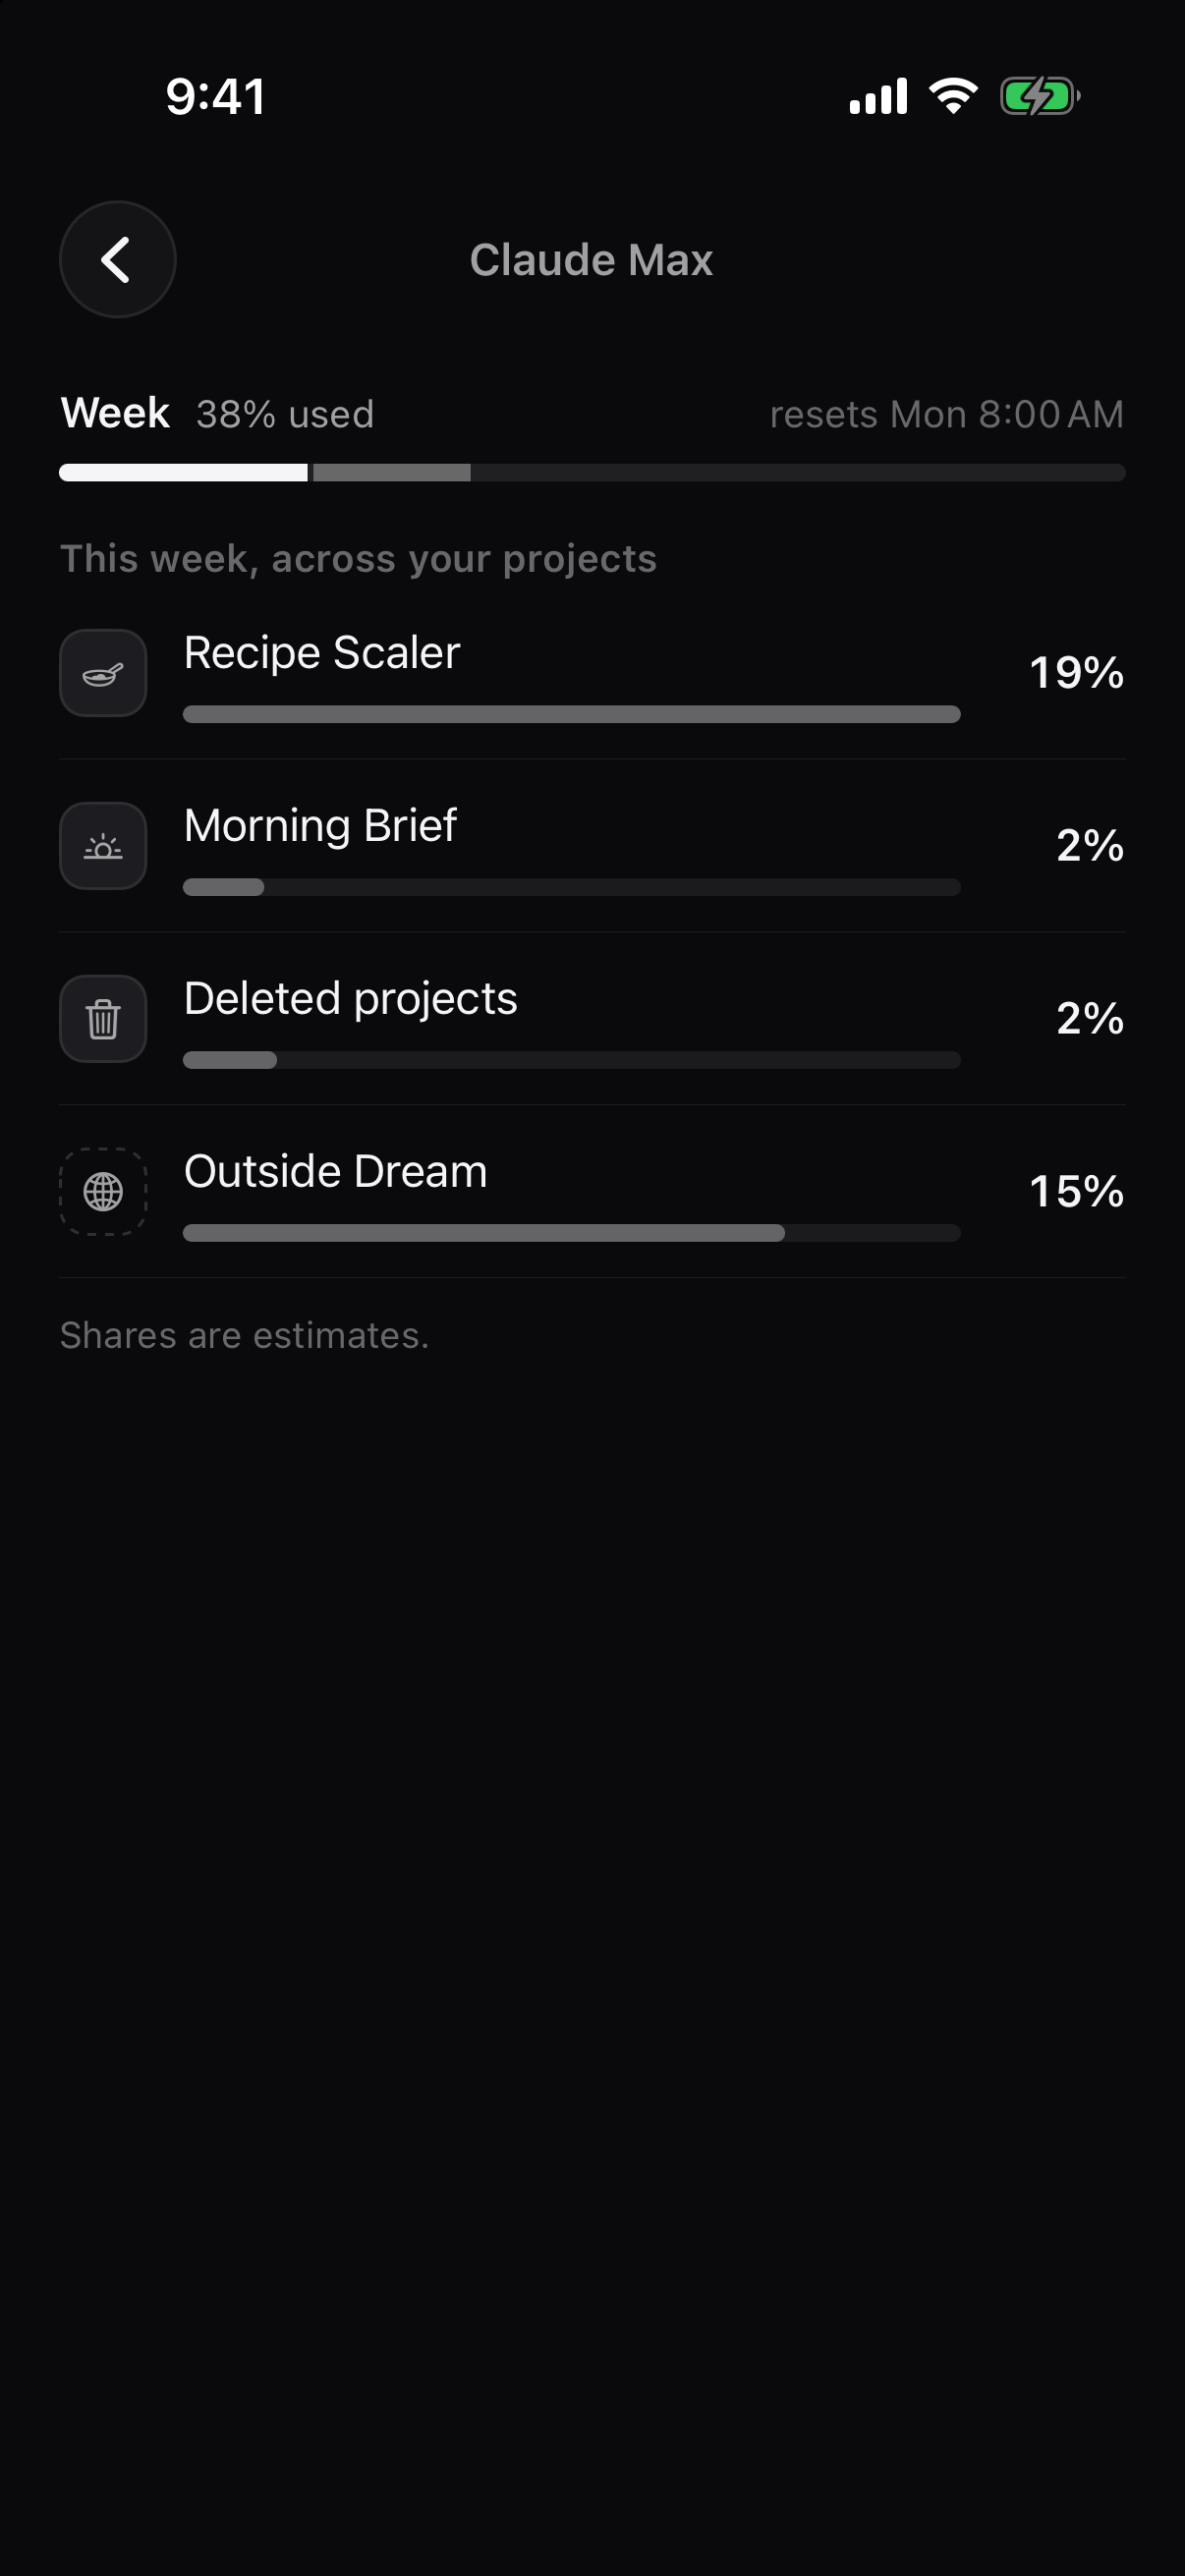 9:41
Claude Max
Week 38% used resets Mon 8:00 AM
This week, across your projects
Recipe Scaler
19%
Morning Brief
2%
Deleted projects
2%
Outside Dream
15%
Shares are estimates.